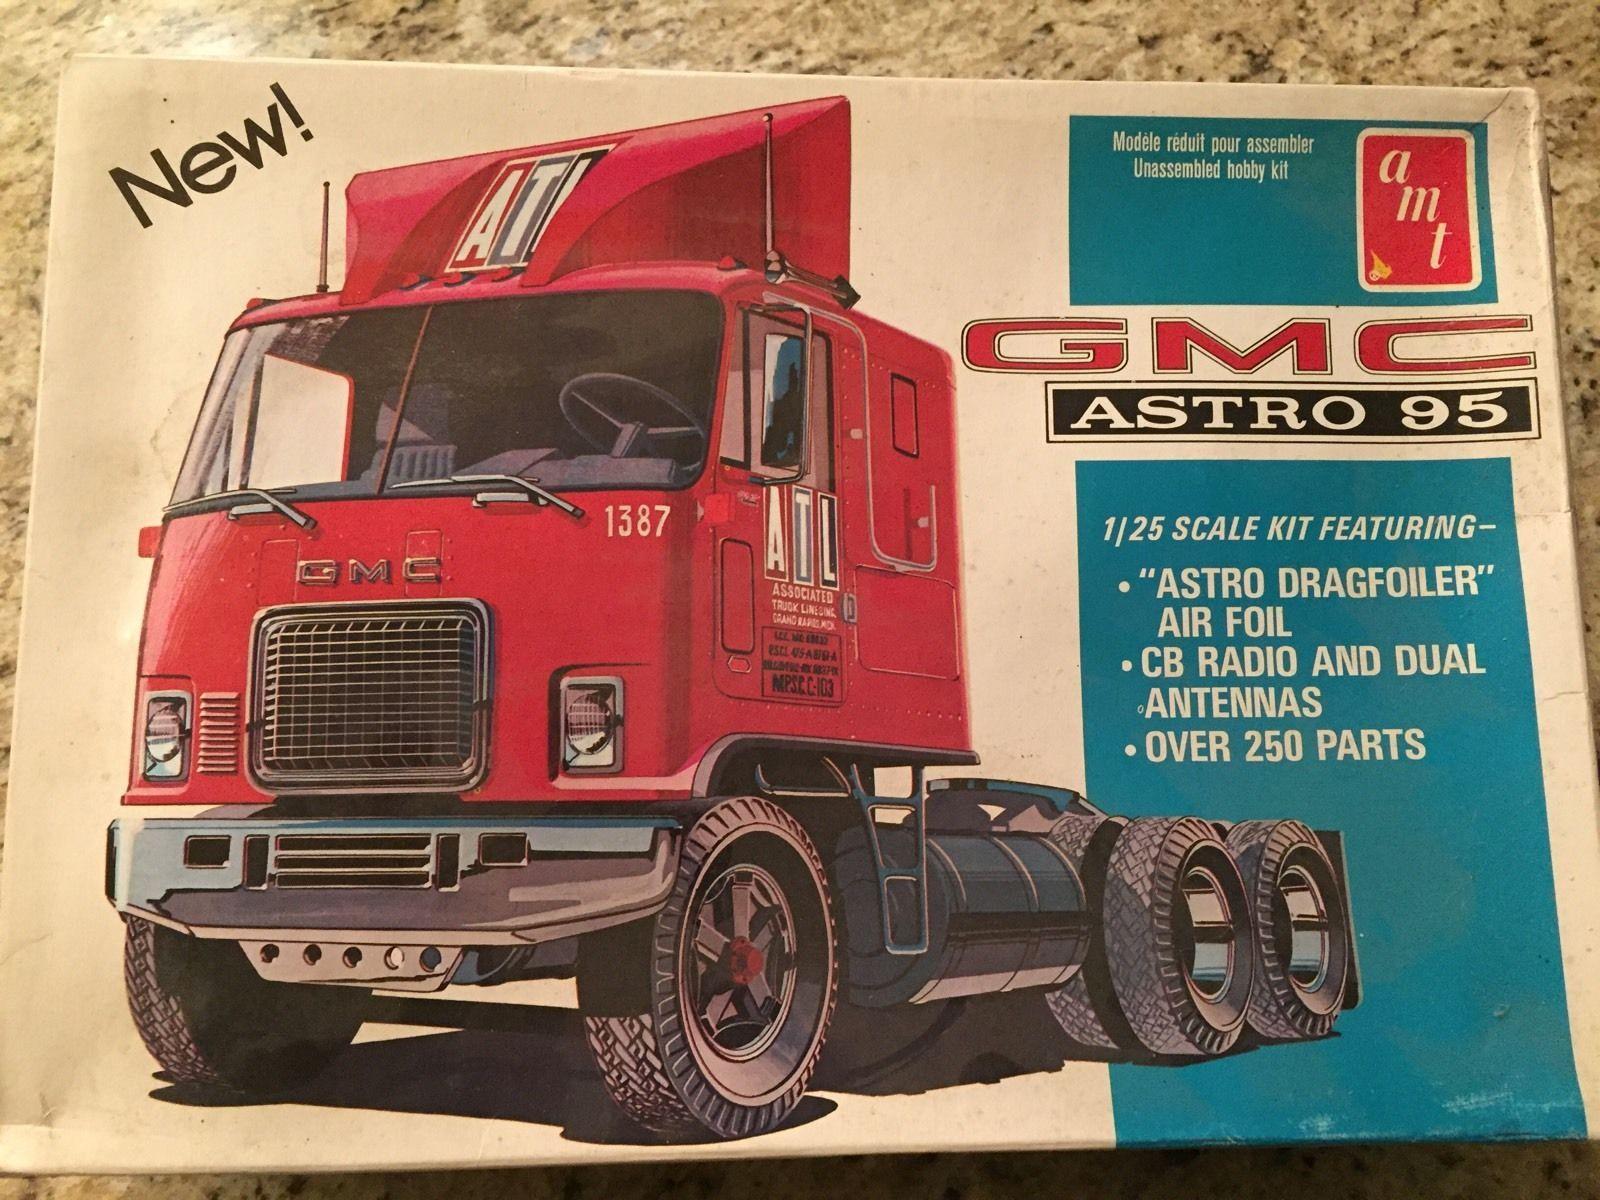 New!
ATL
Modèle réduit pour assembler
Unassembled hobby kit
amt
GMC
ASTRO 95
1387
GMC
ATL
ASSOCIATED
TRUCK LINES INC.
GRAND RAPIDS, MICH.
M.P.S.C. C-103
1/25 SCALE KIT FEATURING–
• "ASTRO DRAGFOILER"
AIR FOIL
• CB RADIO AND DUAL
ANTENNAS
• OVER 250 PARTS